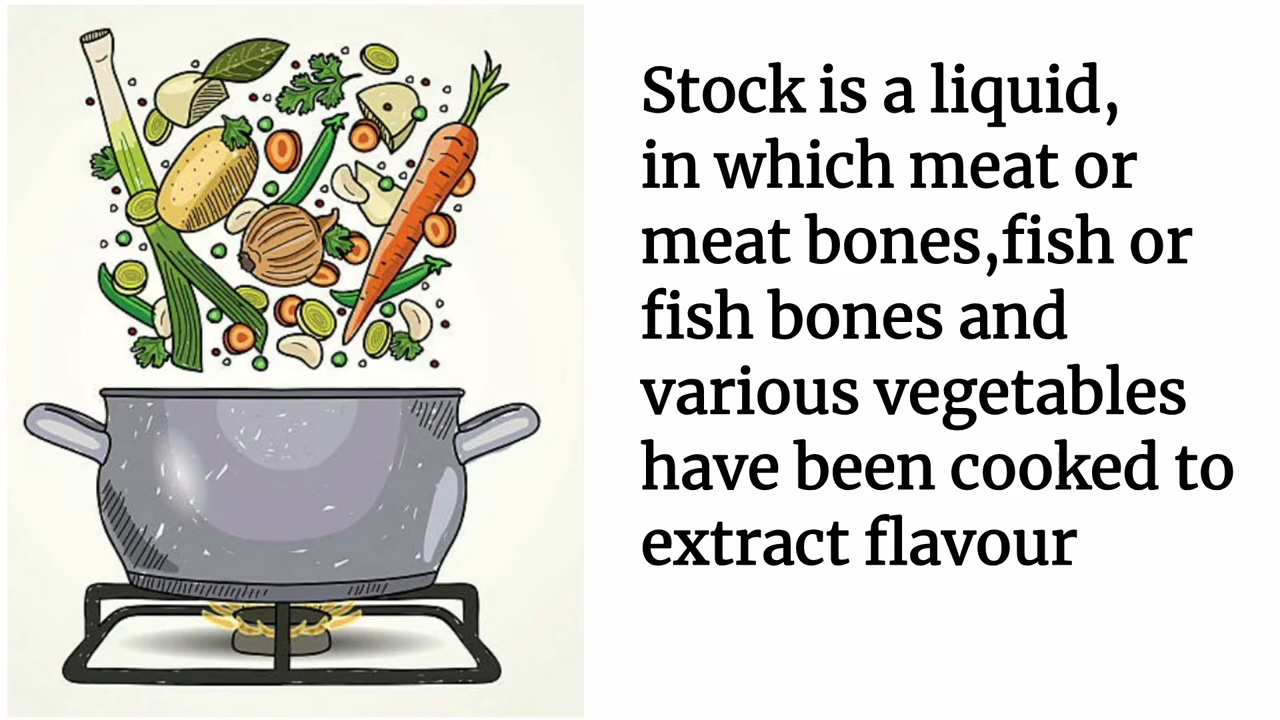 Stock is a liquid,
in which meat or
meat bones,fish or
fish bones and
various vegetables
have been cooked to
extract flavour